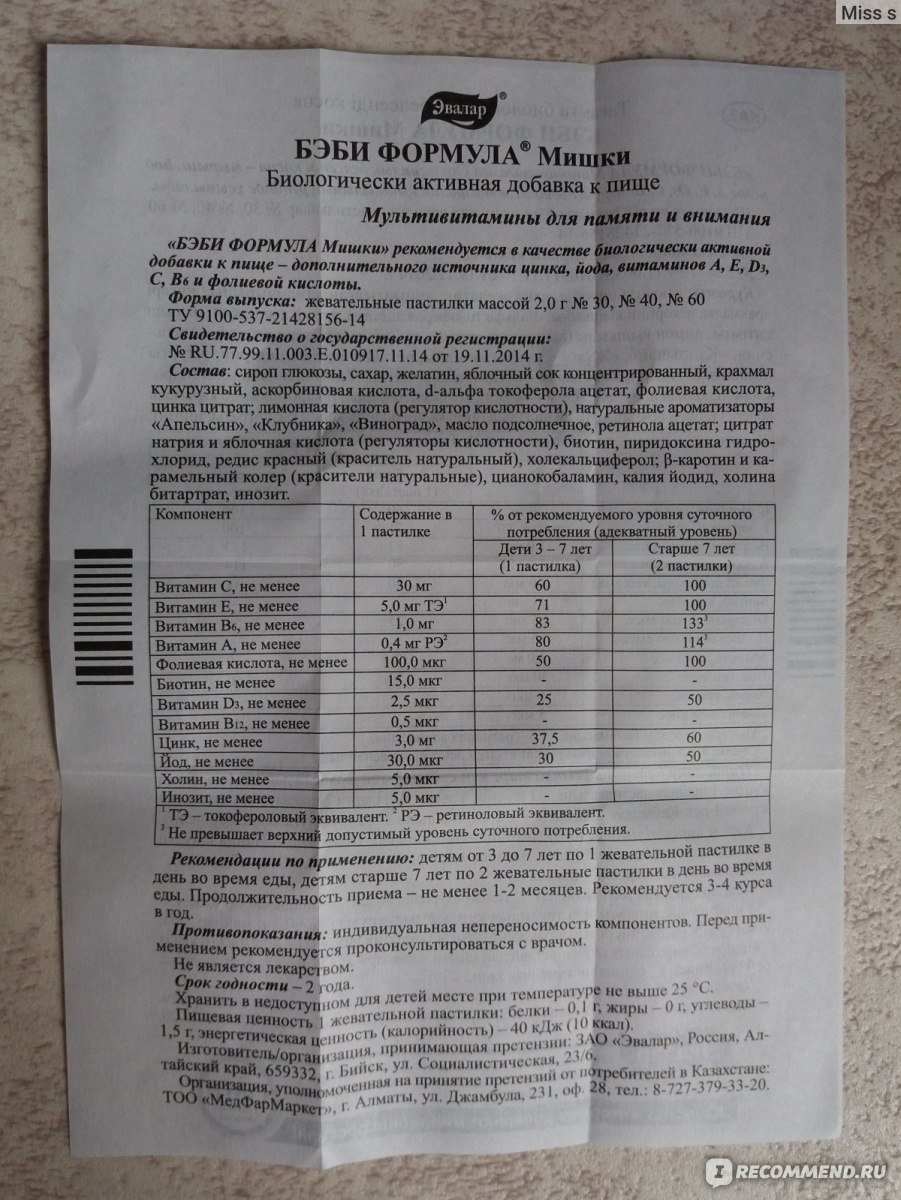 Miss s
Эвалар®
БЭБИ ФОРМУЛА® Мишки
Биологически активная добавка к пище
Мультивитамины для памяти и внимания
«БЭБИ ФОРМУЛА Мишки» рекомендуется в качестве биологически активной
добавки к пище – дополнительного источника цинка, йода, витаминов А, Е, D3,
С, В6 и фолиевой кислоты.
Форма выпуска: жевательные пастилки массой 2,0 г № 30, № 40, № 60
ТУ 9100-537-21428156-14
Свидетельство о государственной регистрации:
№ RU.77.99.11.003.Е.010917.11.14 от 19.11.2014 г.
Состав: сироп глюкозы, сахар, желатин, яблочный сок концентрированный, крахмал
кукурузный, аскорбиновая кислота, d-альфа токоферола ацетат, фолиевая кислота,
цинка цитрат; лимонная кислота (регулятор кислотности), натуральные ароматизаторы
«Апельсин», «Клубника», «Виноград», масло подсолнечное, ретинола ацетат; цитрат
натрия и яблочная кислота (регуляторы кислотности), биотин, пиридоксина гидро-
хлорид, редис красный (краситель натуральный), холекальциферол; β-каротин и ка-
рамельный колер (красители натуральные), цианокобаламин, калия йодид, холина
битартрат, инозит.
Компонент Содержание в 1 пастилке % от рекомендуемого уровня суточного потребления (адекватный уровень)
Дети 3 – 7 лет (1 пастилка) Старше 7 лет (2 пастилки)
Витамин С, не менее 30 мг 60 100
Витамин Е, не менее 5,0 мг ТЭ¹ 71 100
Витамин В6, не менее 1,0 мг 83 133³
Витамин А, не менее 0,4 мг РЭ² 80 114³
Фолиевая кислота, не менее 100,0 мкг 50 100
Биотин, не менее 15,0 мкг - -
Витамин D3, не менее 2,5 мкг 25 50
Витамин В12, не менее 0,5 мкг - -
Цинк, не менее 3,0 мг 37,5 60
Йод, не менее 30,0 мкг 30 50
Холин, не менее 5,0 мкг - -
Инозит, не менее 5,0 мкг - -
¹ ТЭ – токофероловый эквивалент. ² РЭ – ретиноловый эквивалент.
³ Не превышает верхний допустимый уровень суточного потребления.
Рекомендации по применению: детям от 3 до 7 лет по 1 жевательной пастилке в
день во время еды, детям старше 7 лет по 2 жевательные пастилки в день во время
еды. Продолжительность приема – не менее 1-2 месяцев. Рекомендуется 3-4 курса
в год.
Противопоказания: индивидуальная непереносимость компонентов. Перед при-
менением рекомендуется проконсультироваться с врачом.
Не является лекарством.
Срок годности – 2 года.
Хранить в недоступном для детей месте при температуре не выше 25 °С.
Пищевая ценность 1 жевательной пастилки: белки – 0,1 г, жиры – 0 г, углеводы –
1,5 г, энергетическая ценность (калорийность) – 40 кДж (10 ккал).
Изготовитель/организация, принимающая претензии: ЗАО «Эвалар», Россия, Ал-
тайский край, 659332, г. Бийск, ул. Социалистическая, 23/6.
Организация, уполномоченная на принятие претензий от потребителей в Казахстане:
ТОО «МедФарМаркет», г. Алматы, ул. Джамбула, 231, оф. 28, тел.: 8-727-379-33-20.
IRECOMMEND.RU